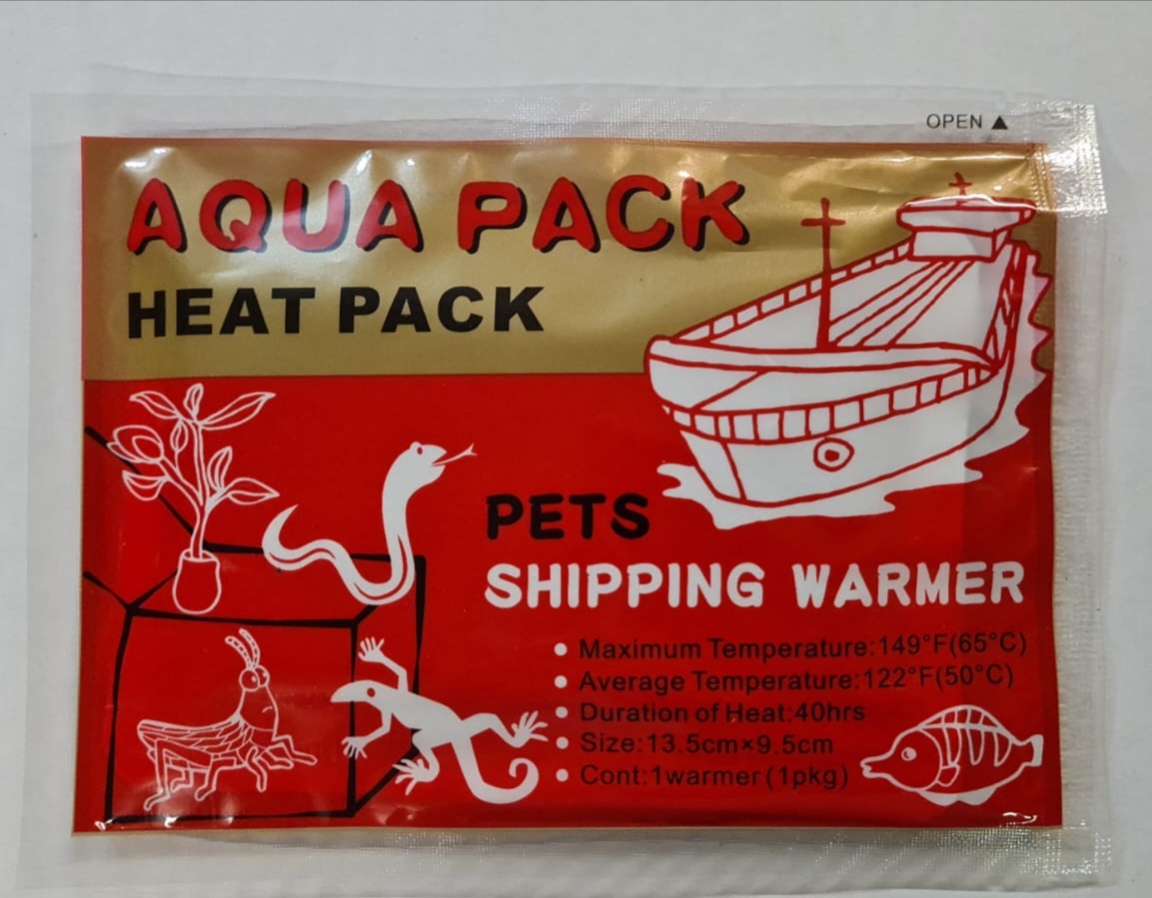 OPEN ▲
AQUA PACK
HEAT PACK
PETS
SHIPPING WARMER
• Maximum Temperature:149°F(65°C)
• Average Temperature:122°F(50°C)
• Duration of Heat:40hrs
• Size:13.5cm×9.5cm
• Cont:1warmer(1pkg)